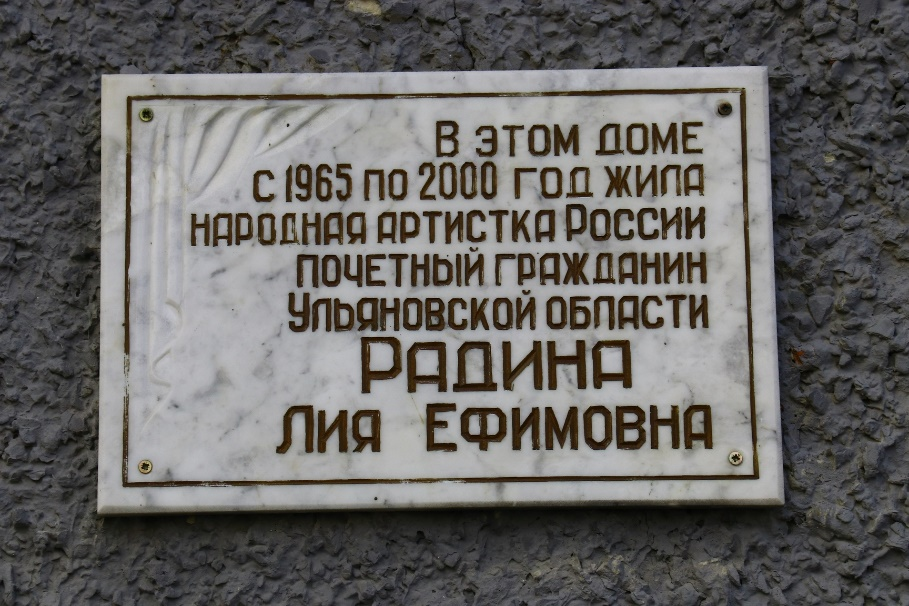 В ЭТОМ ДОМЕ
С 1965 ПО 2000 ГОД ЖИЛА
НАРОДНАЯ АРТИСТКА РОССИИ
ПОЧЕТНЫЙ ГРАЖДАНИН
УЛЬЯНОВСКОЙ ОБЛАСТИ
РАДИНА
ЛИЯ ЕФИМОВНА